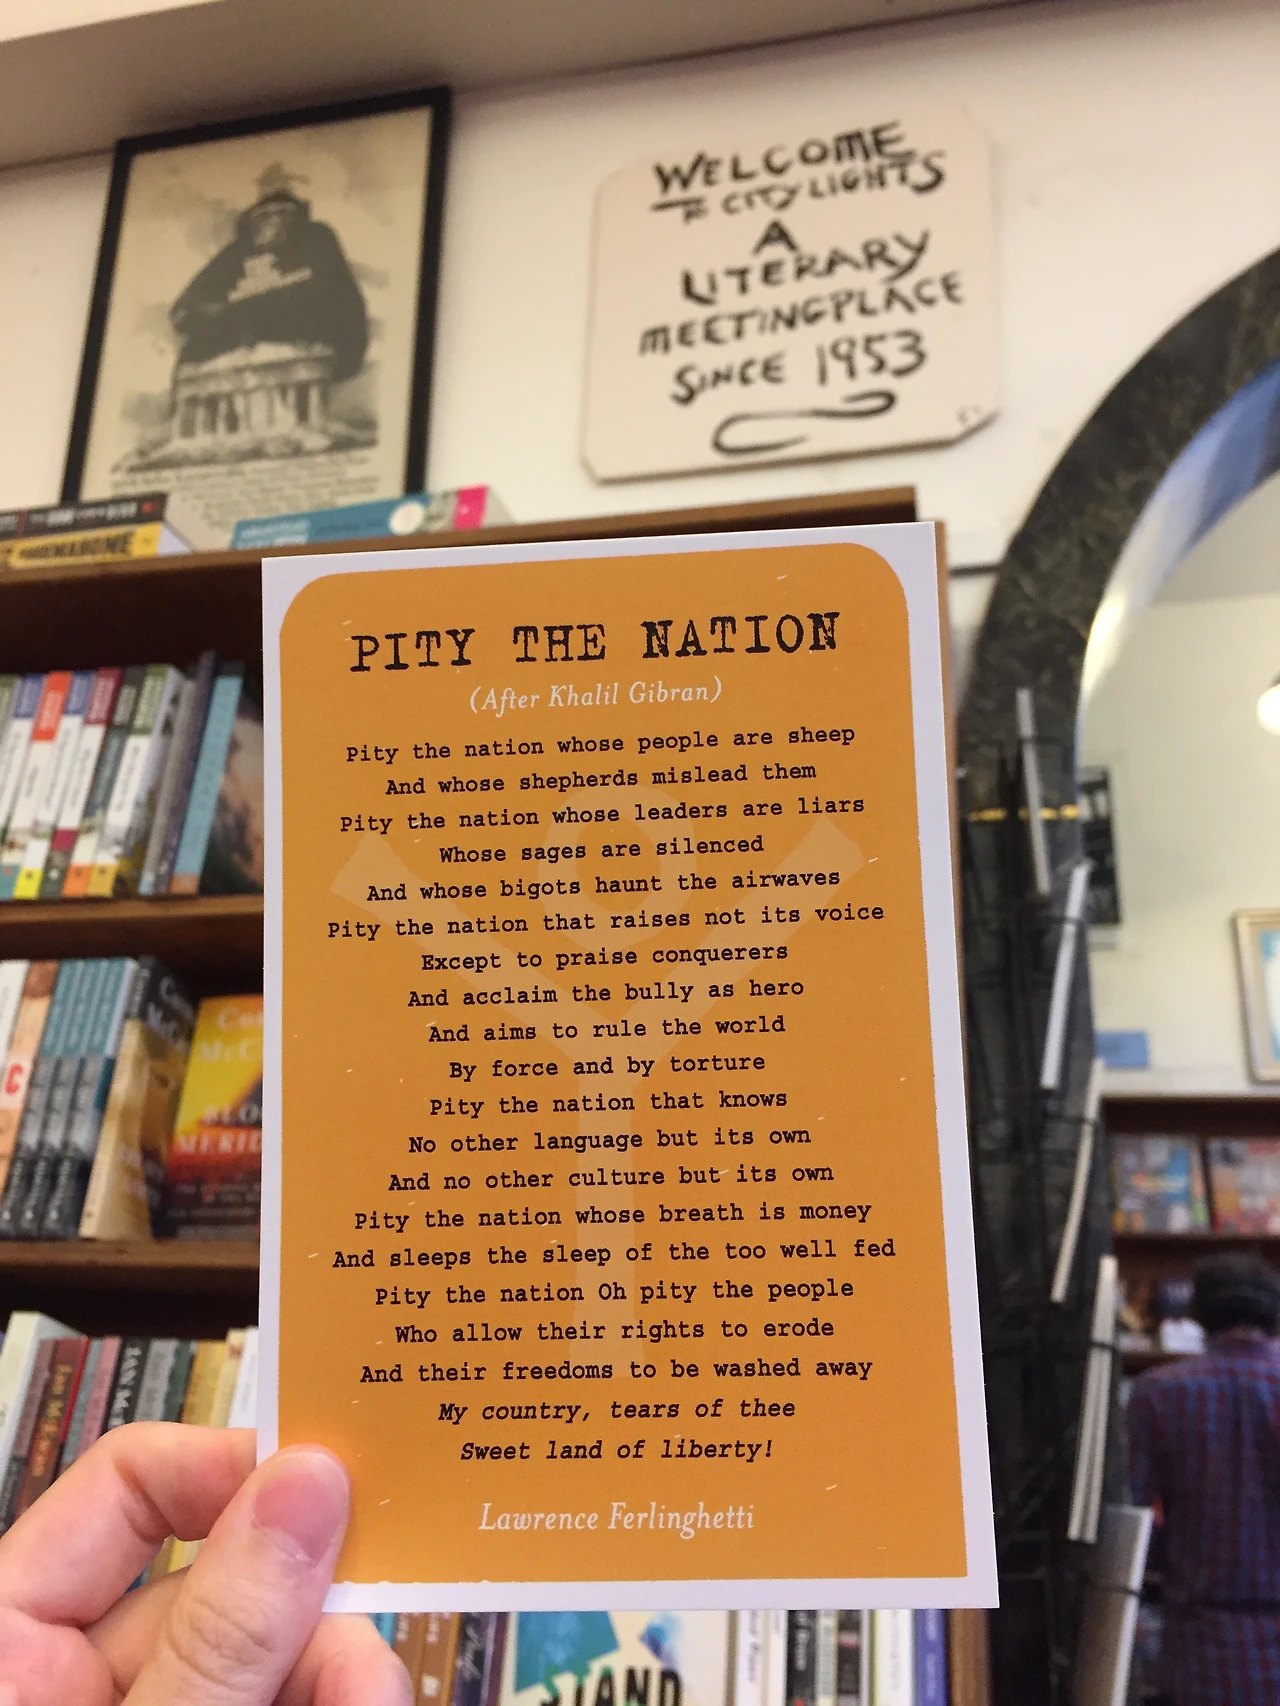 WELCOME
TO CITY LIGHTS
A
LITERARY
MEETINGPLACE
SINCE 1953
PITY THE NATION
(After Khalil Gibran)
Pity the nation whose people are sheep
And whose shepherds mislead them
Pity the nation whose leaders are liars
Whose sages are silenced
And whose bigots haunt the airwaves
Pity the nation that raises not its voice
Except to praise conquerers
And acclaim the bully as hero
And aims to rule the world
By force and by torture
Pity the nation that knows
No other language but its own
And no other culture but its own
Pity the nation whose breath is money
And sleeps the sleep of the too well fed
Pity the nation Oh pity the people
Who allow their rights to erode
And their freedoms to be washed away
My country, tears of thee
Sweet land of liberty!
Lawrence Ferlinghetti